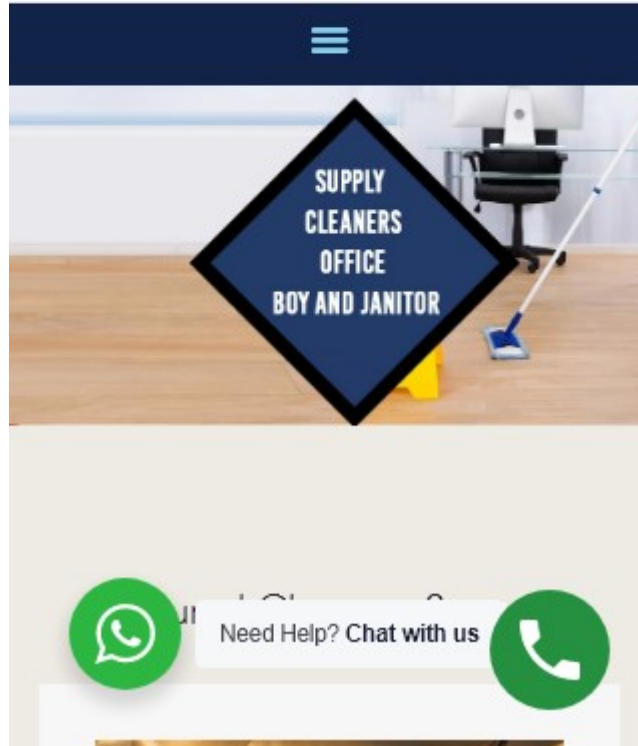 SUPPLY
CLEANERS
OFFICE
BOY AND JANITOR
Need Help? Chat with us